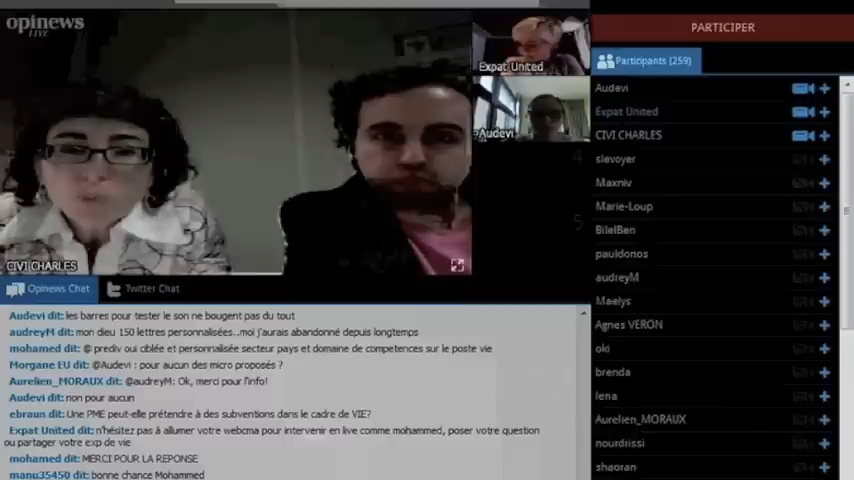 opinews
LIVE
Expat United
Audevi
4
5
CIVI CHARLES
Opinews Chat
Twitter Chat
Audevi dit: les barres pour tester le son ne bougent pas du tout
audreyM dit: mon dieu 150 lettres personnalisées..moi j'aurais abandonné depuis longtemps
mohamed dit: @ prediv oui ciblée et personnalisée secteur pays et domaine de competences sur le poste vie
Morgane EU dit: @Audevi : pour aucun des micro proposés ?
Aurelien_MORAUX dit: @audreyM: Ok, merci pour l'info!
Audevi dit: non pour aucun
ebraun dit: Une PME peut-elle prétendre à des subventions dans le cadre de VIE?
Expat United dit: n'hésitez pas à allumer votre webcma pour intervenir en live comme mohammed, poser votre question
ou partager votre exp de vie
mohamed dit: MERCI POUR LA REPONSE
manu35450 dit: bonne chance Mohammed
PARTICIPER
Participants (259)
Audevi
Expat United
CIVI CHARLES
slevoyer
Maxniv
Marie-Loup
BilelBen
pauldonos
audreyM
Maelys
Agnes VERON
oki
brenda
lena
Aurelien_MORAUX
nourdrissi
shaoran